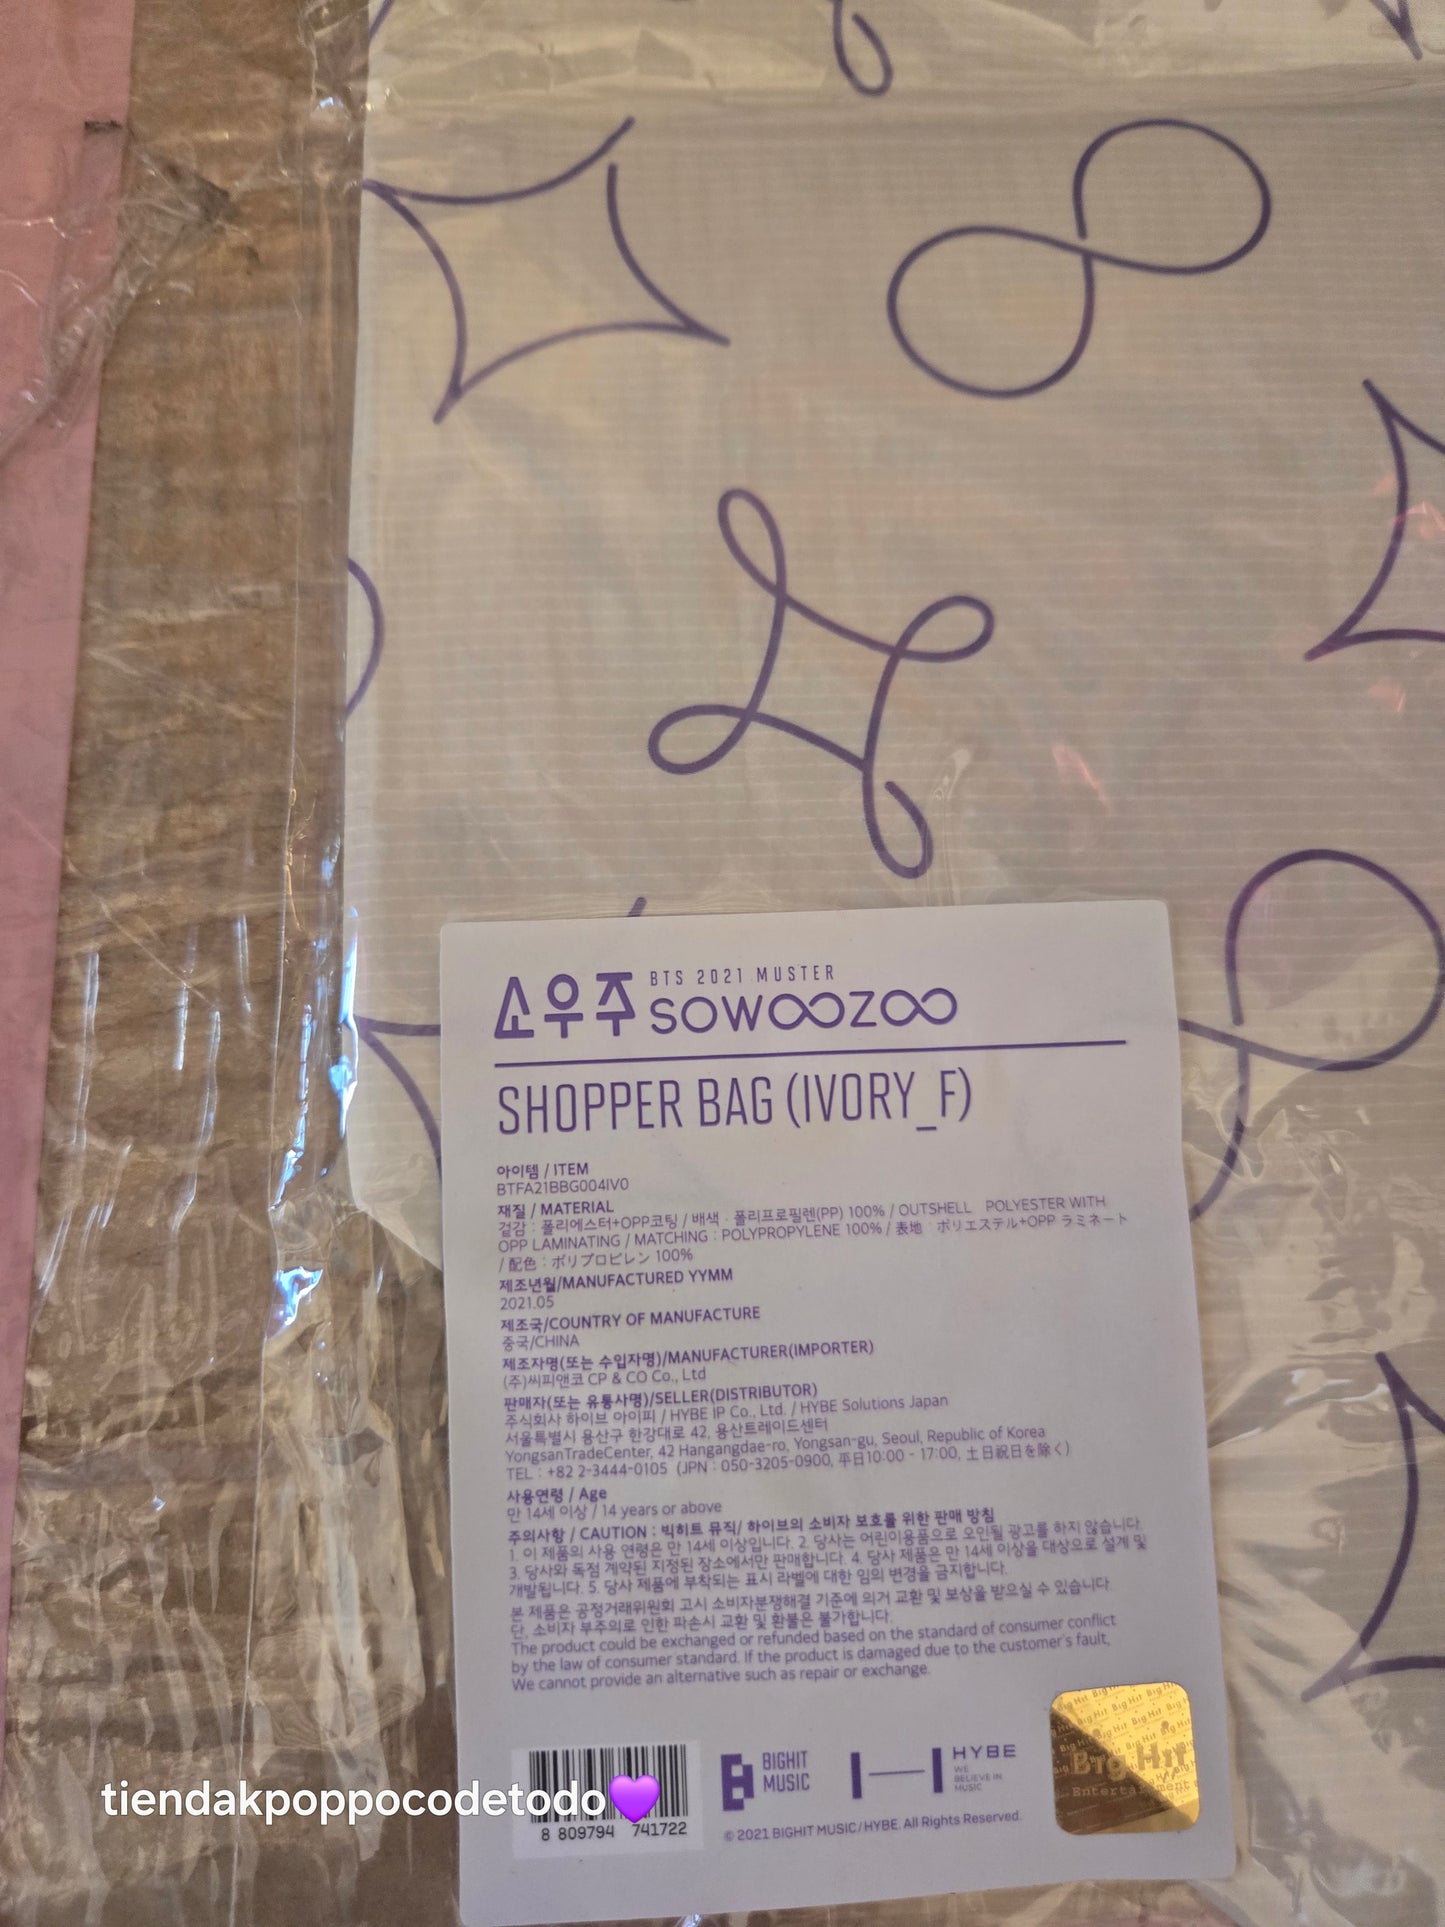 소우주 BTS 2021 MUSTER
SOWOOZOO
SHOPPER BAG (IVORY_F)
아이템 / ITEM
BTFA21BBG004IV0
재질 / MATERIAL
겉감 : 폴리에스터+OPP코팅 / 배색 : 폴리프로필렌(PP) 100% / OUTSHELL : POLYESTER WITH
OPP LAMINATING / MATCHING : POLYPROPYLENE 100% / 表地 : ポリエステル+OPP ラミネート
/ 配色 : ポリプロピレン 100%
제조년월/MANUFACTURED YYMM
2021.05
제조국/COUNTRY OF MANUFACTURE
중국/CHINA
제조자명(또는 수입자명)/MANUFACTURER(IMPORTER)
(주)씨피앤코 CP & CO Co., Ltd
판매자(또는 유통사명)/SELLER(DISTRIBUTOR)
주식회사 하이브 아이피 / HYBE IP Co., Ltd. / HYBE Solutions Japan
서울특별시 용산구 한강대로 42, 용산트레이드센터
YongsanTradeCenter, 42 Hangangdae-ro, Yongsan-gu, Seoul, Republic of Korea
TEL : +82 2-3444-0105 (JPN : 050-3205-0900, 平日10:00 - 17:00, 土日祝日を除く)
사용연령 / Age
만 14세 이상 / 14 years or above
주의사항 / CAUTION : 빅히트 뮤직/ 하이브의 소비자 보호를 위한 판매 방침
1. 이 제품의 사용 연령은 만 14세 이상입니다. 2. 당사는 어린이용품으로 오인될 광고를 하지 않습니다.
3. 당사와 독점 계약된 지정된 장소에서만 판매합니다. 4. 당사 제품은 만 14세 이상을 대상으로 설계 및
개발됩니다. 5. 당사 제품에 부착되는 표시 라벨에 대한 임의 변경을 금지합니다.
본 제품은 공정거래위원회 고시 소비자분쟁해결 기준에 의거 교환 및 보상을 받으실 수 있습니다.
단, 소비자 부주의로 인한 파손시 교환 및 환불은 불가합니다.
The product could be exchanged or refunded based on the standard of consumer conflict
by the law of consumer standard. If the product is damaged due to the customer's fault,
We cannot provide an alternative such as repair or exchange.
8 809794 741722
BIGHIT
MUSIC
HYBE
WE
BELIEVE IN
MUSIC
© 2021 BIGHIT MUSIC/HYBE. All Rights Reserved.
Big Hit
Entertainment
tiendakpoppocodetodo💜